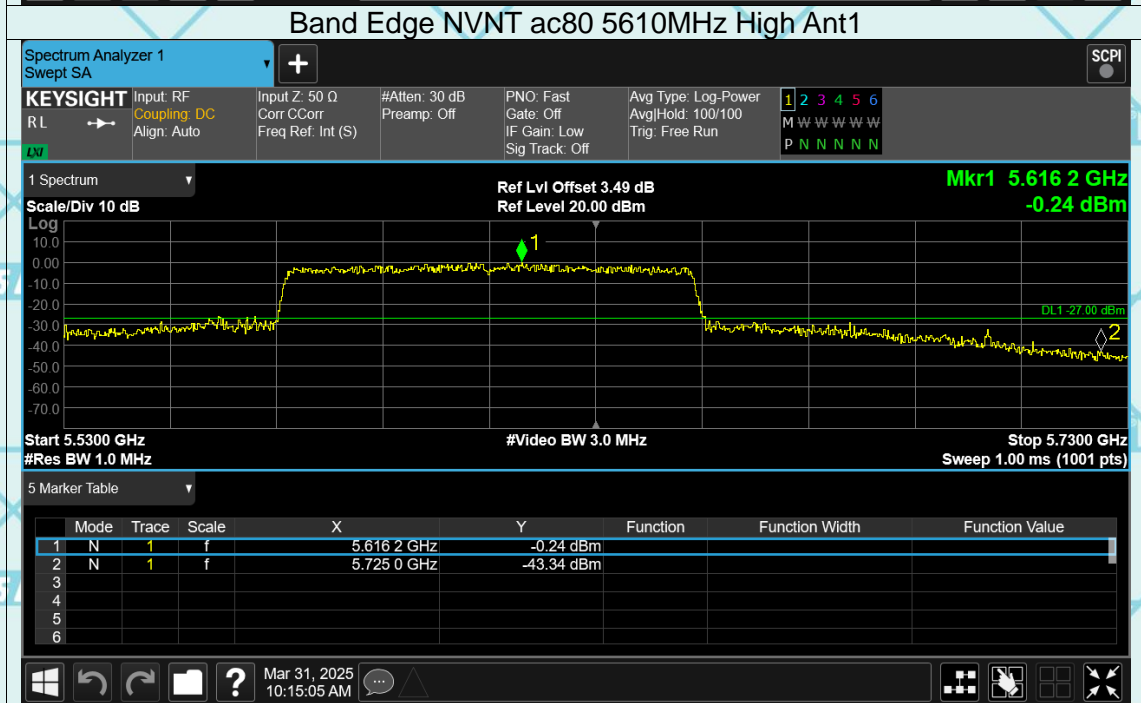 Band Edge NVNT ac80 5610MHz High Ant1
Spectrum Analyzer 1
Swept SA
+
SCPI
KEYSIGHT
RL
LXI
Input: RF
Coupling: DC
Align: Auto
Input Z: 50 Ω
Corr CCorr
Freq Ref: Int (S)
#Atten: 30 dB
Preamp: Off
PNO: Fast
Gate: Off
IF Gain: Low
Sig Track: Off
Avg Type: Log-Power
Avg|Hold: 100/100
Trig: Free Run
1 2 3 4 5 6
M W W W W W
P N N N N N
1 Spectrum
Scale/Div 10 dB
Ref Lvl Offset 3.49 dB
Ref Level 20.00 dBm
Mkr1 5.616 2 GHz
-0.24 dBm
Log
10.0
0.00
-10.0
-20.0
-30.0
-40.0
-50.0
-60.0
-70.0
1
DL1 -27.00 dBm
2
Start 5.5300 GHz
#Video BW 3.0 MHz
Stop 5.7300 GHz
#Res BW 1.0 MHz
Sweep 1.00 ms (1001 pts)
5 Marker Table
Mode Trace Scale X Y Function Function Width Function Value
1 N 1 f 5.616 2 GHz -0.24 dBm
2 N 1 f 5.725 0 GHz -43.34 dBm
3
4
5
6
?
Mar 31, 2025
10:15:05 AM